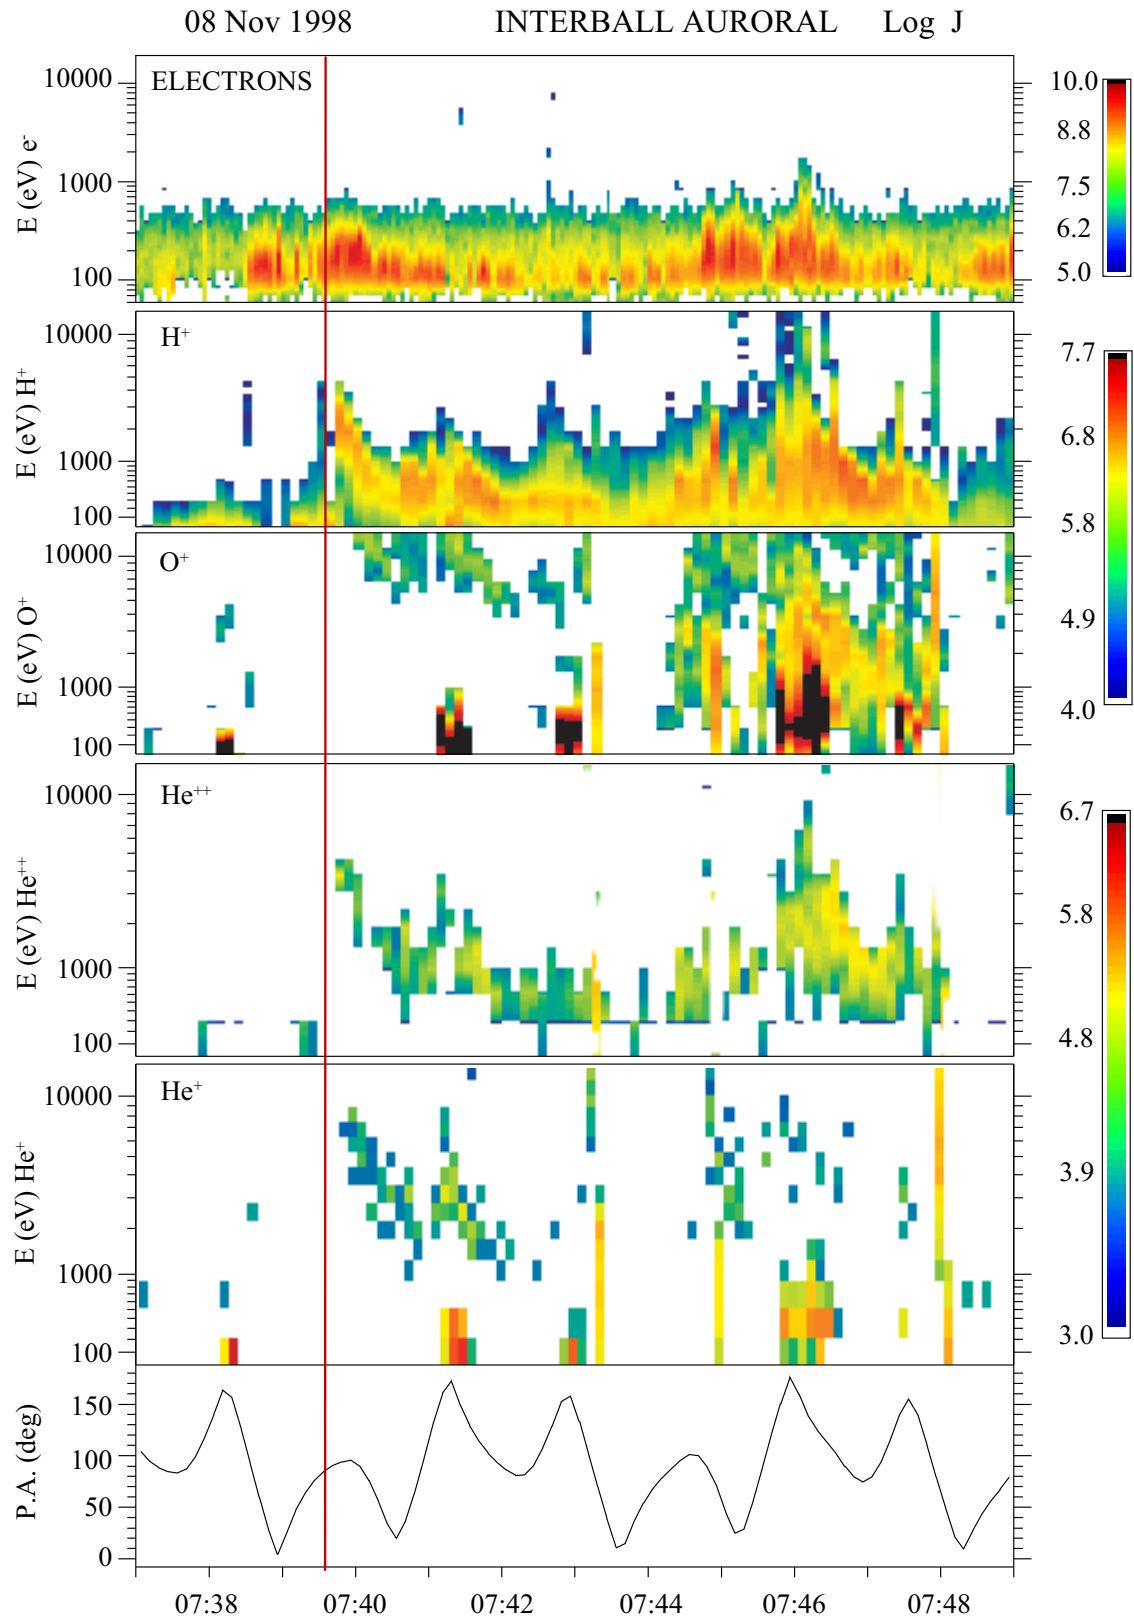 08 Nov 1998 INTERBALL AURORAL Log J
ELECTRONS
E (eV) e-
10000
1000
100
10.0
8.8
7.5
6.2
5.0
H+
E (eV) H+
10000
1000
100
7.7
6.8
5.8
4.9
4.0
O+
E (eV) O+
10000
1000
100
He++
E (eV) He++
10000
1000
100
6.7
5.8
4.8
3.9
3.0
He+
E (eV) He+
10000
1000
100
P.A. (deg)
150
100
50
0
07:38 07:40 07:42 07:44 07:46 07:48